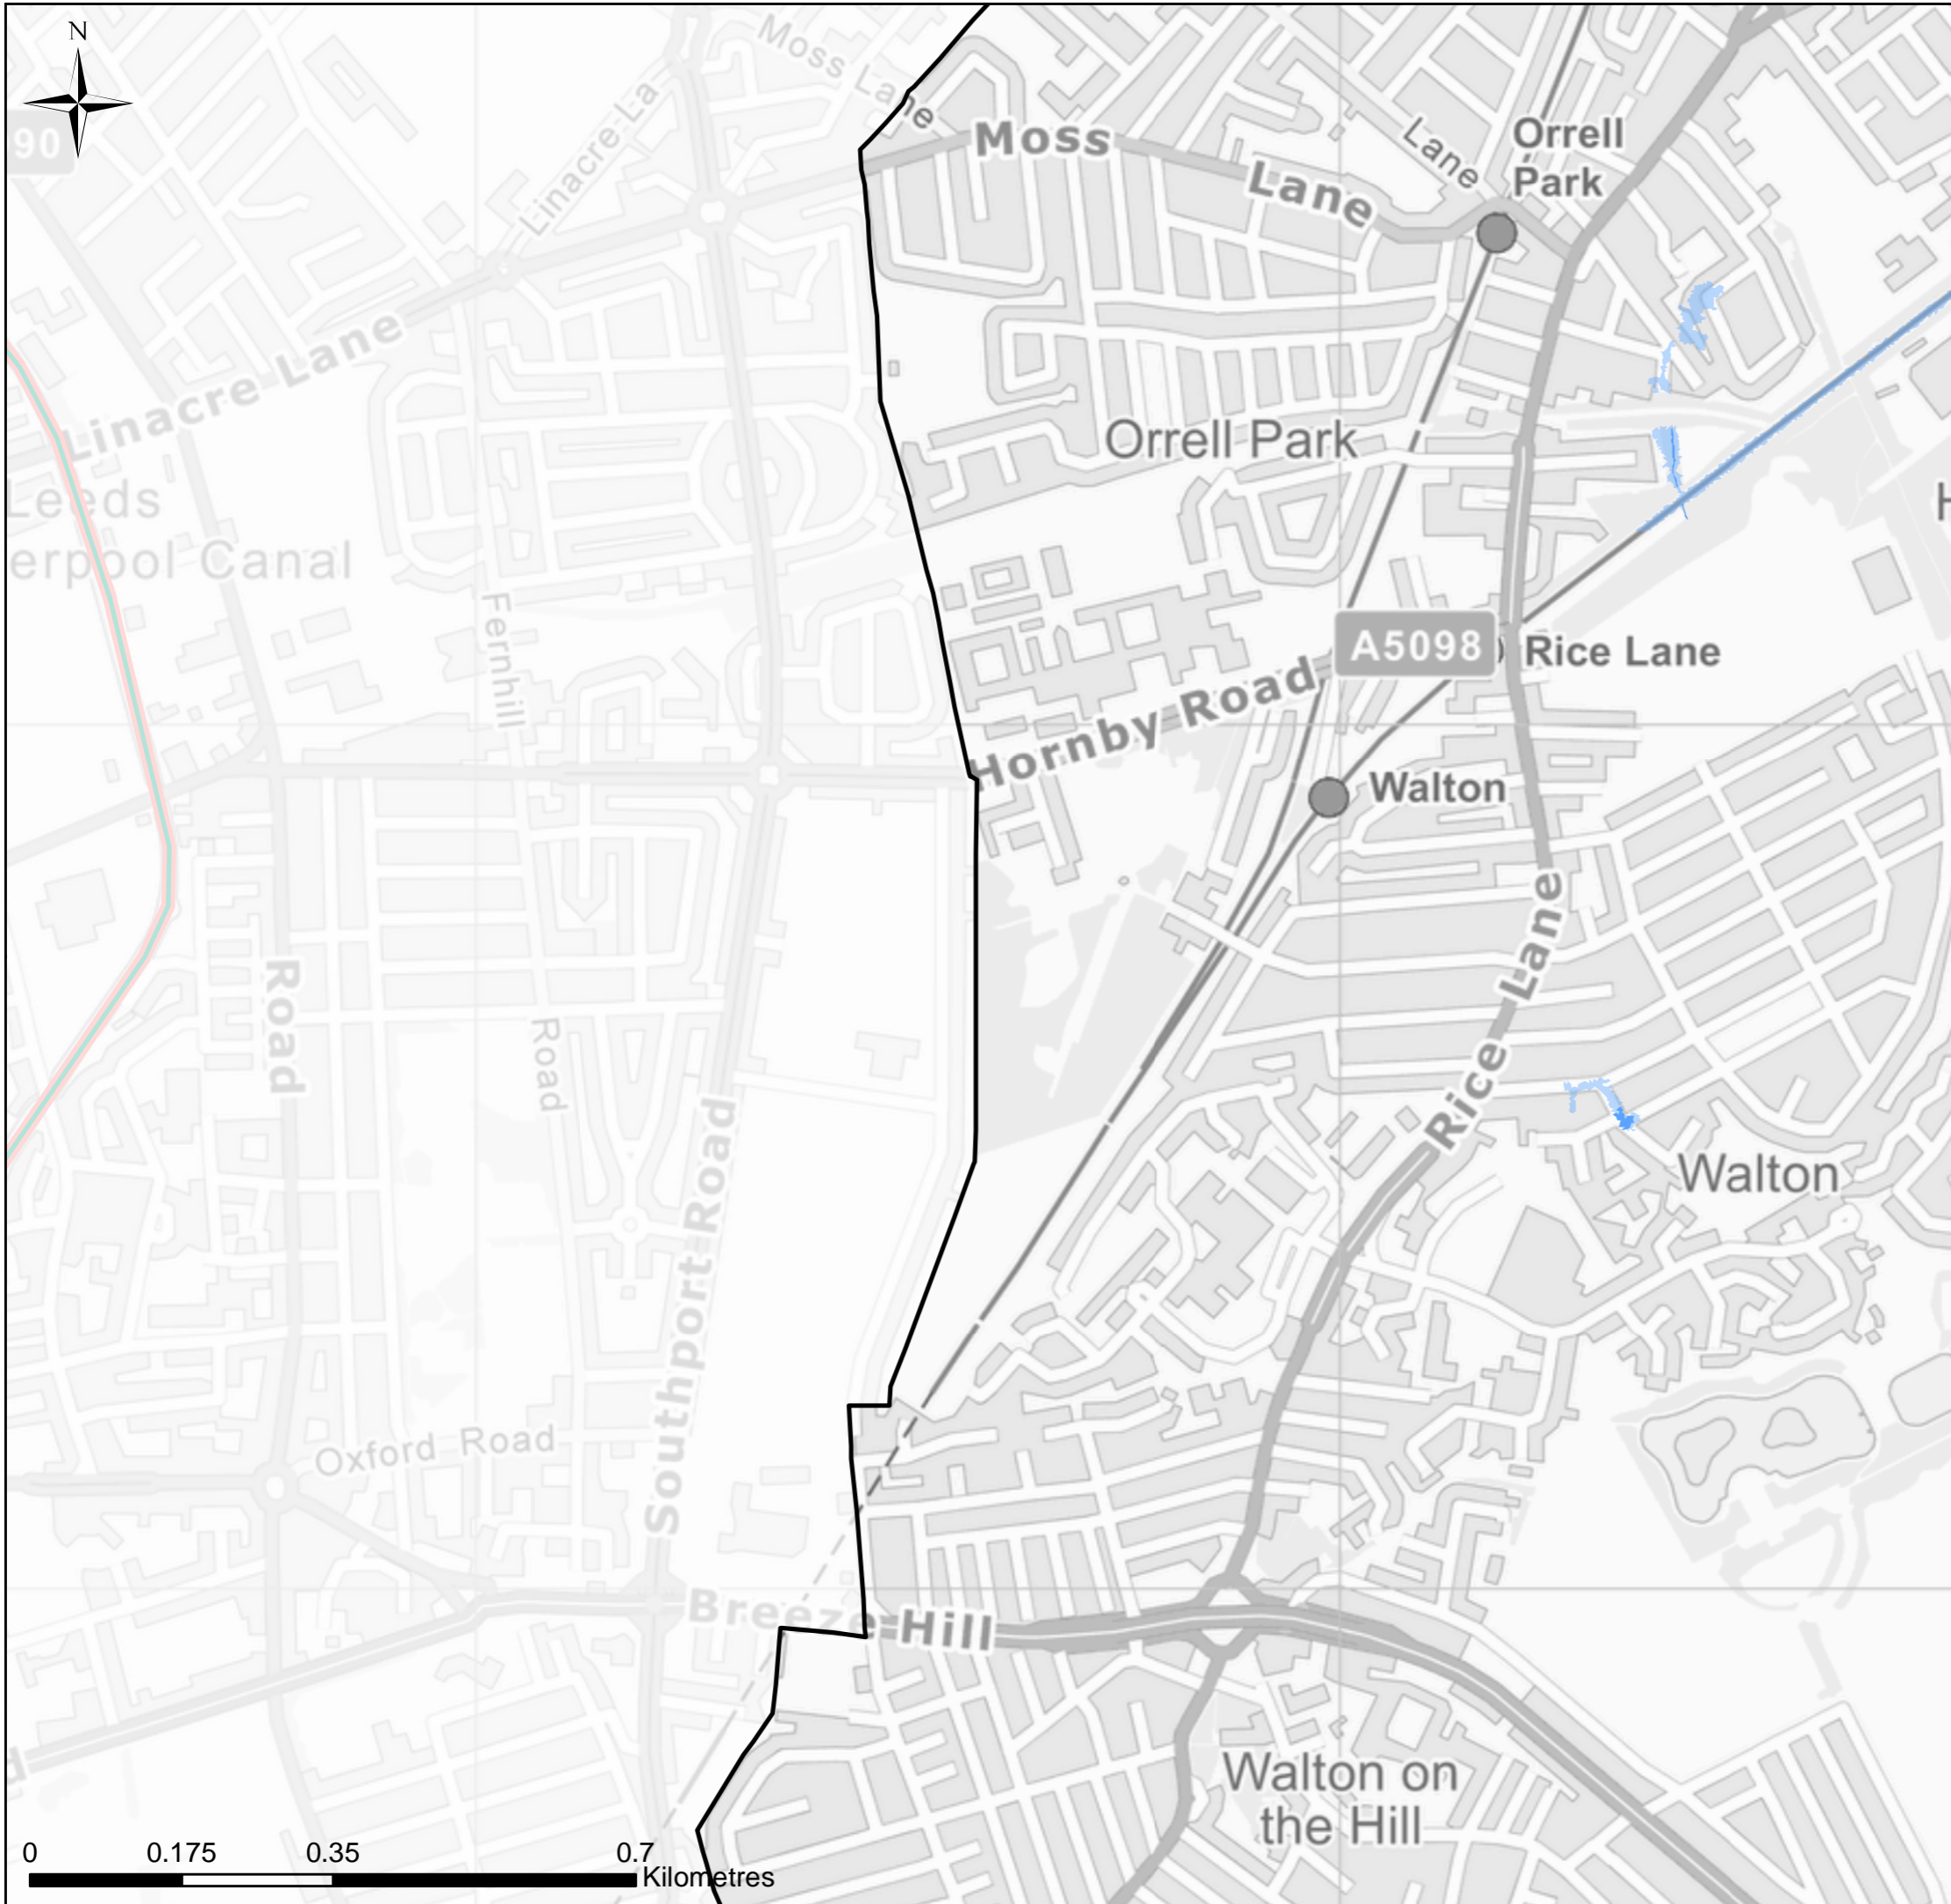 N
90
Moss Lane
Linacre La
Moss Lane
Lane
Orrell
Park
Linacre Lane
Orrell Park
Leeds
erpool Canal
H
Fernhill
A5098
Rice Lane
Hornby Road
Walton
Rice Lane
Road
Road
Southport Road
Rice Lane
Walton
Oxford Road
Breeze Hill
d
Walton on
the Hill
0 0.175 0.35 0.7
Kilometres